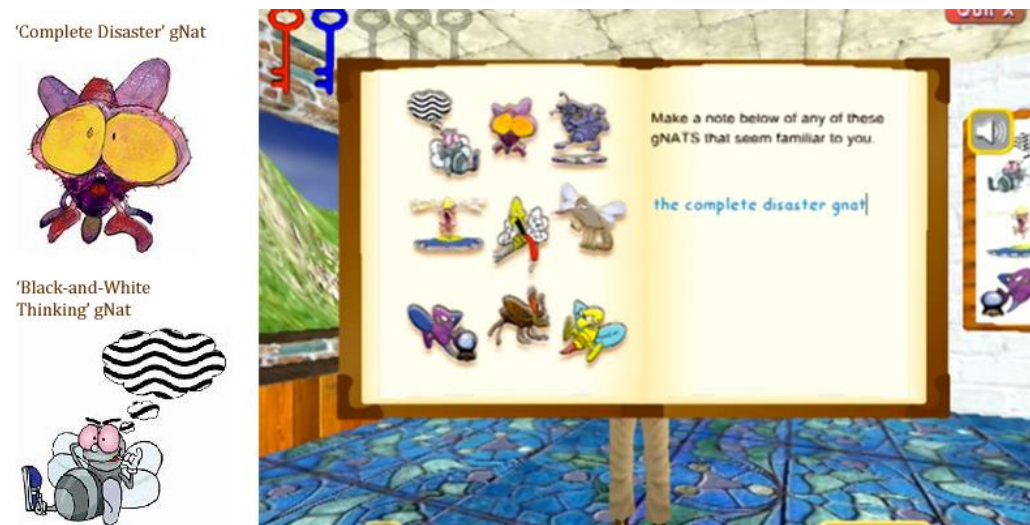 ‘Complete Disaster’ gNat
‘Black-and-White
Thinking’ gNat
Make a note below of any of these
gNATS that seem familiar to you.
the complete disaster gnat